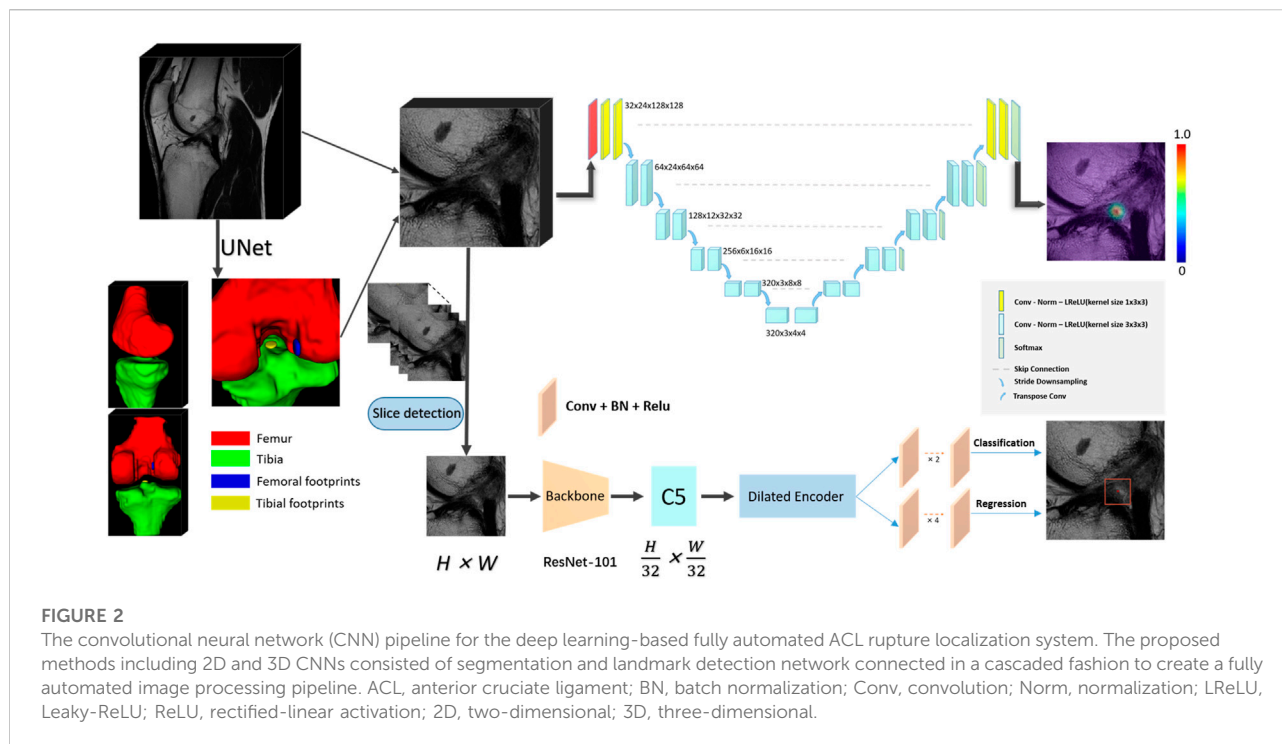 UNet
Femur
Tibia
Femoral footprints
Tibial footprints
Slice detection
32x24x128x128
64x24x64x64
128x12x32x32
256x6x16x16
320x3x8x8
320x3x4x4
1.0
0
Conv - Norm – LReLU(kernel size 1x3x3)
Conv - Norm – LReLU(kernel size 3x3x3)
Softmax
Skip Connection
Stride Downsampling
Transpose Conv
Conv + BN + Relu
H × W
Backbone
ResNet-101
C5
H/32 × W/32
Dilated Encoder
× 2
× 4
Classification
Regression
FIGURE 2
The convolutional neural network (CNN) pipeline for the deep learning-based fully automated ACL rupture localization system. The proposed
methods including 2D and 3D CNNs consisted of segmentation and landmark detection network connected in a cascaded fashion to create a fully
automated image processing pipeline. ACL, anterior cruciate ligament; BN, batch normalization; Conv, convolution; Norm, normalization; LReLU,
Leaky-ReLU; ReLU, rectified-linear activation; 2D, two-dimensional; 3D, three-dimensional.